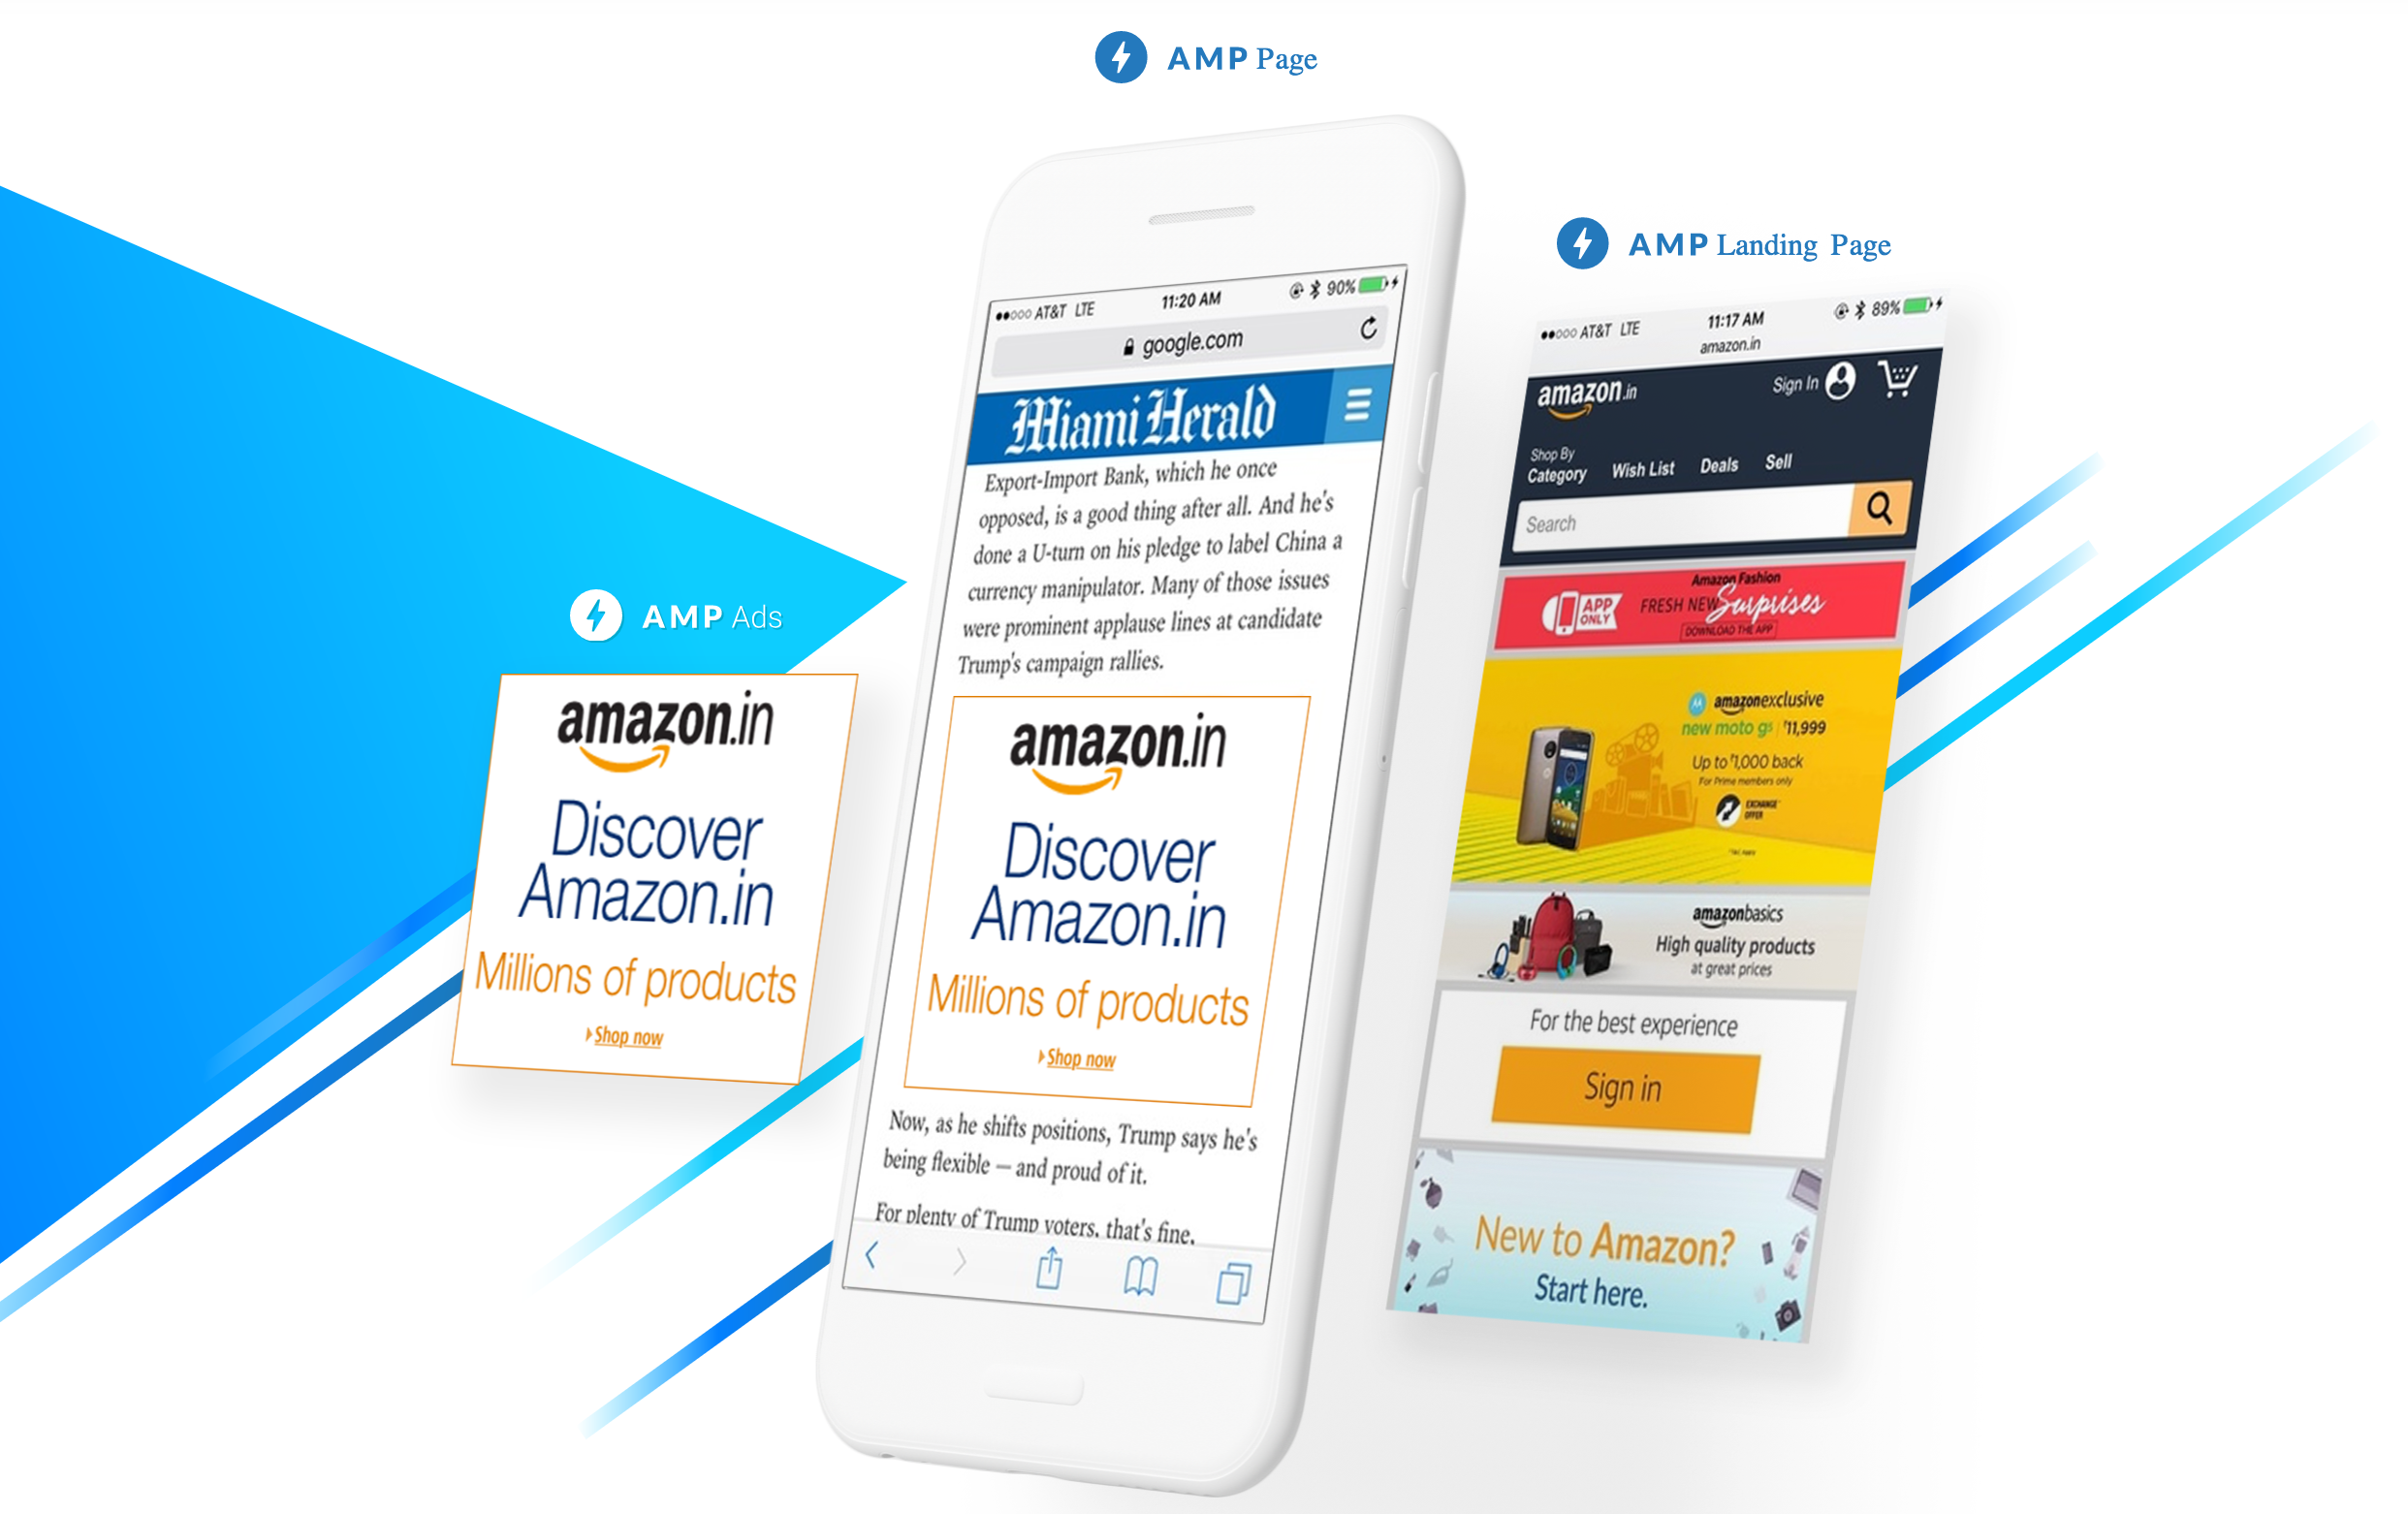 AMP Page
AMP Landing Page
AMP Ads
amazon.in
Discover
Amazon.in
Millions of products
Shop now
AT&T LTE 11:20 AM 90%
google.com
Miami Herald
Export-Import Bank, which he once
opposed, is a good thing after all. And he's
done a U-turn on his pledge to label China a
currency manipulator. Many of those issues
were prominent applause lines at candidate
Trump's campaign rallies.
amazon.in
Discover
Amazon.in
Millions of products
Shop now
Now, as he shifts positions, Trump says he's
being flexible — and proud of it.
For plenty of Trump voters, that's fine,
AT&T LTE 11:17 AM 89%
amazon.in
amazon.in Sign In
Shop By
Category Wish List Deals Sell
Search
Amazon Fashion
APP
ONLY
FRESH NEW Surprises
DOWNLOAD THE APP
amazonexclusive
new moto g5 ₹11,999
Up to ₹1,000 back
For Prime members only
EXCHANGE
OFFER
amazonbasics
High quality products
at great prices
For the best experience
Sign in
New to Amazon?
Start here.